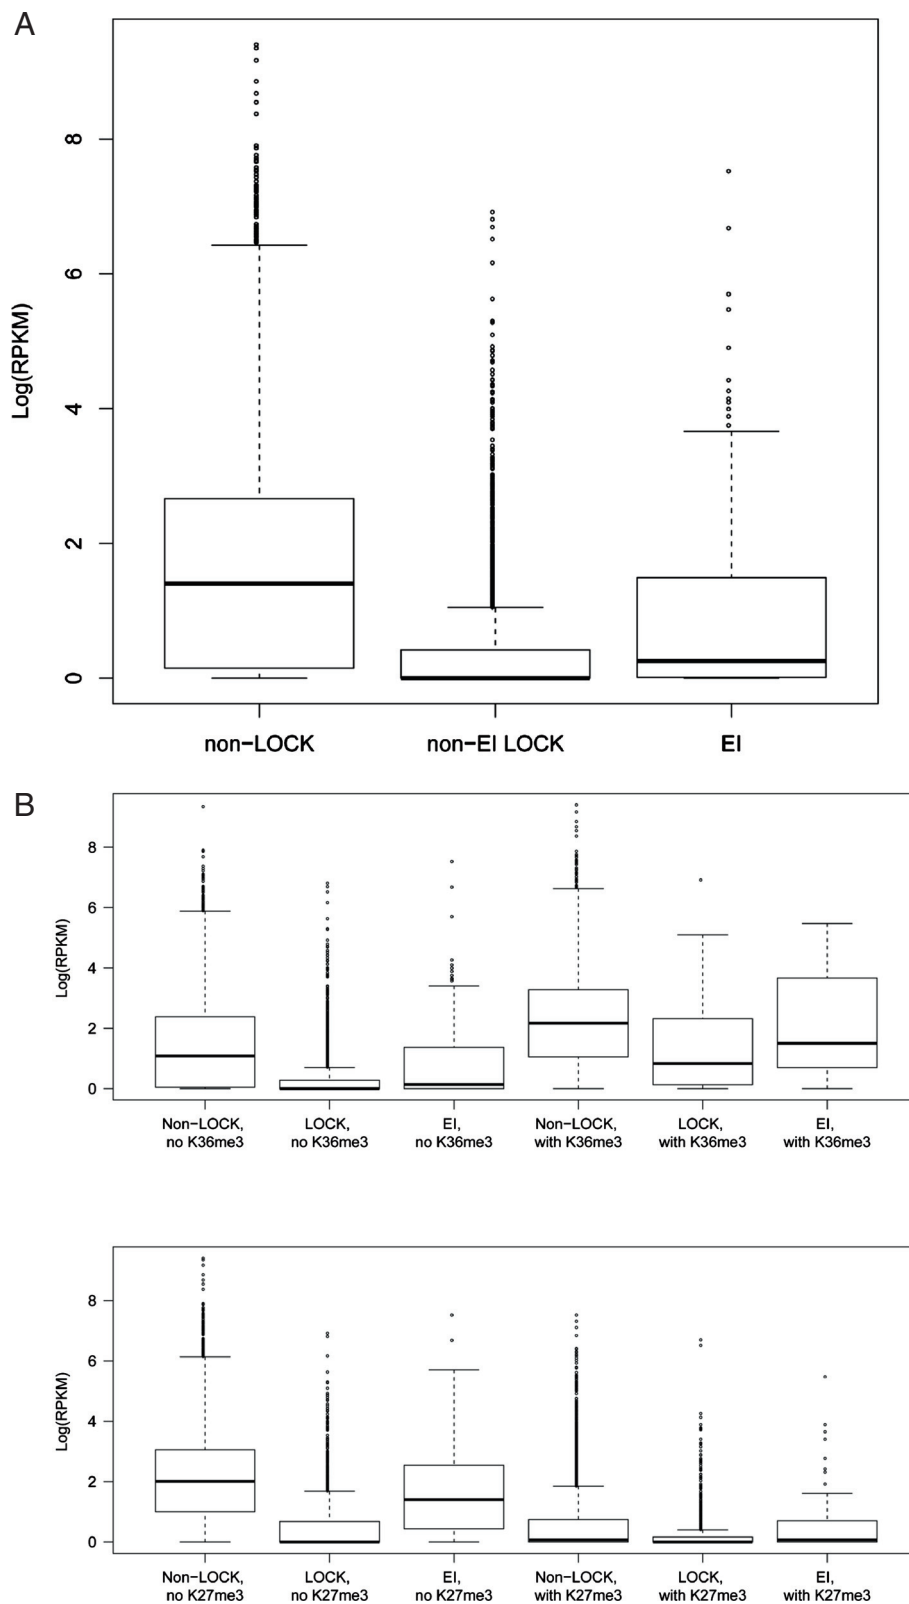 A
8
6
4
2
0
Log(RPKM)
non-LOCK non-EI LOCK EI
B
8
6
4
2
0
Log(RPKM)
Non-LOCK, LOCK, EI, Non-LOCK, LOCK, EI,
no K36me3 no K36me3 no K36me3 with K36me3 with K36me3 with K36me3
8
6
4
2
0
Log(RPKM)
Non-LOCK, LOCK, EI, Non-LOCK, LOCK, EI,
no K27me3 no K27me3 no K27me3 with K27me3 with K27me3 with K27me3